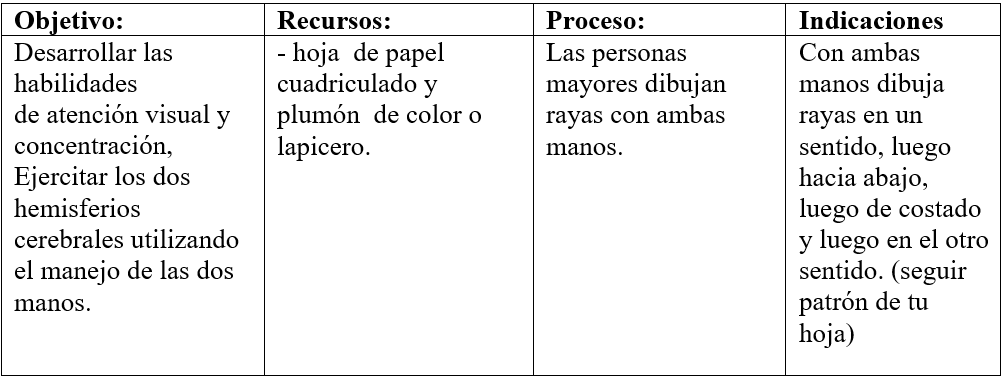 Objetivo:
Desarrollar las
habilidades
de atención visual y
concentración,
Ejercitar los dos
hemisferios
cerebrales utilizando
el manejo de las dos
manos.
Recursos:
- hoja  de papel
cuadriculado y
plumón  de color o
lapicero.
Proceso:
Las personas
mayores dibujan
rayas con ambas
manos.
Indicaciones
Con ambas
manos dibuja
rayas en un
sentido, luego
hacia abajo,
luego de costado
y luego en el otro
sentido. (seguir
patrón de tu
hoja)